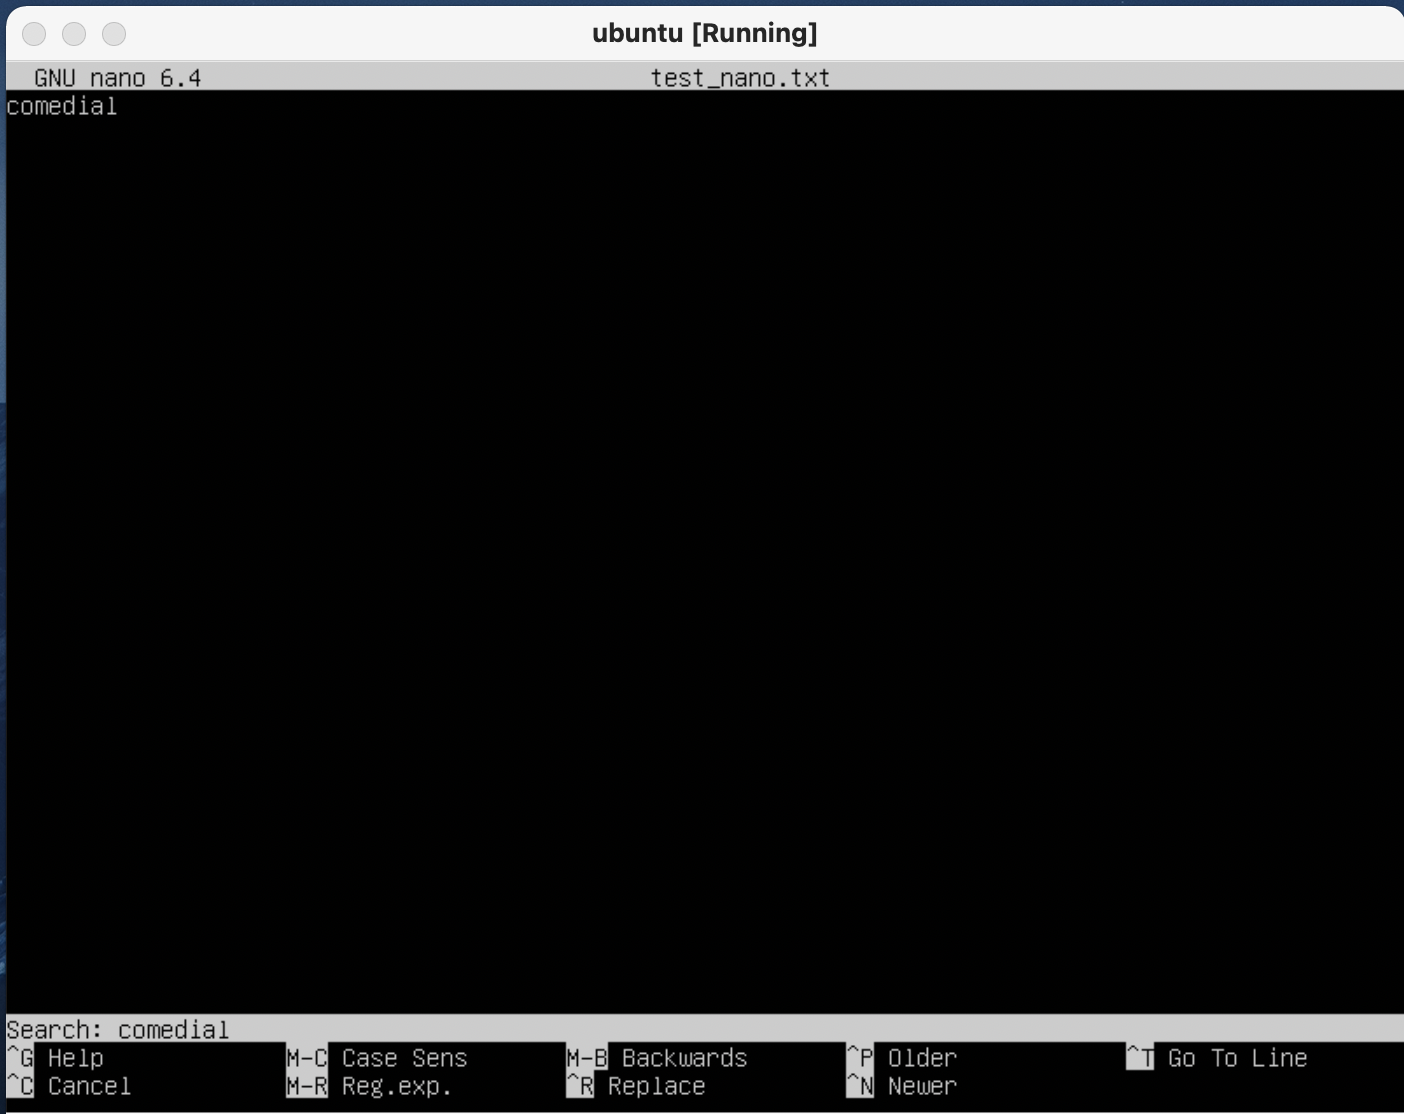 ubuntu [Running]
GNU nano 6.4 test_nano.txt
comedial
Search: comedial
^G Help M-C Case Sens M-B Backwards ^P Older ^T Go To Line
^C Cancel M-R Reg.exp. ^R Replace ^N Newer